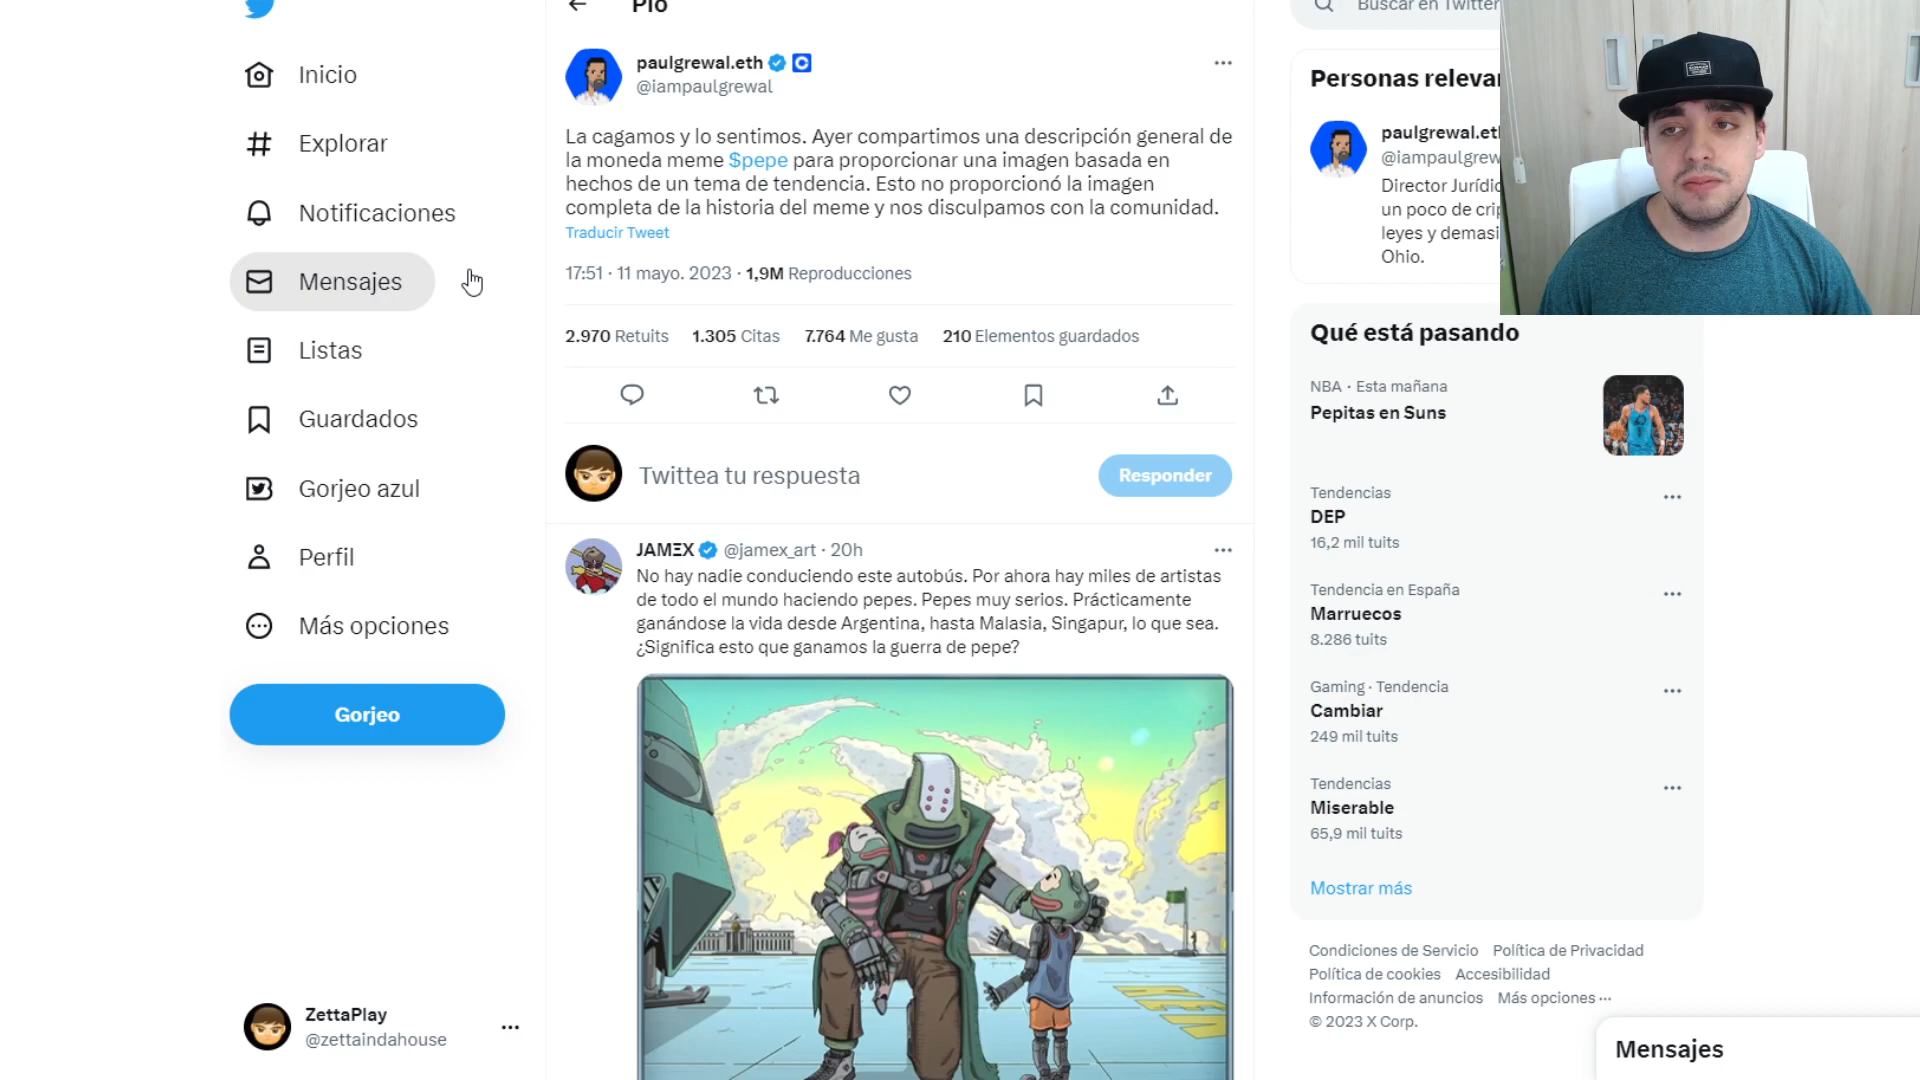 Pío
Inicio
Explorar
Notificaciones
Mensajes
Listas
Guardados
Gorjeo azul
Perfil
Más opciones
Gorjeo
ZettaPlay
@zettaindahouse
paulgrewal.eth
@iampaulgrewal
La cagamos y lo sentimos. Ayer compartimos una descripción general de
la moneda meme $pepe para proporcionar una imagen basada en
hechos de un tema de tendencia. Esto no proporcionó la imagen
completa de la historia del meme y nos disculpamos con la comunidad.
Traducir Tweet
17:51 · 11 mayo. 2023 · 1,9M Reproducciones
2.970 Retuits 1.305 Citas 7.764 Me gusta 210 Elementos guardados
Twittea tu respuesta
Responder
JAMΞX @jamex_art · 20h
No hay nadie conduciendo este autobús. Por ahora hay miles de artistas
de todo el mundo haciendo pepes. Pepes muy serios. Prácticamente
ganándose la vida desde Argentina, hasta Malasia, Singapur, lo que sea.
¿Significa esto que ganamos la guerra de pepe?
Buscar en Twitter
Personas relevan
paulgrewal.et
@iampaulgrew
Director Jurídic
un poco de crip
leyes y demasi
Ohio.
Qué está pasando
NBA · Esta mañana
Pepitas en Suns
Tendencias
DEP
16,2 mil tuits
Tendencia en España
Marruecos
8.286 tuits
Gaming · Tendencia
Cambiar
249 mil tuits
Tendencias
Miserable
65,9 mil tuits
Mostrar más
Condiciones de Servicio Política de Privacidad
Política de cookies Accesibilidad
Información de anuncios Más opciones ···
© 2023 X Corp.
Mensajes